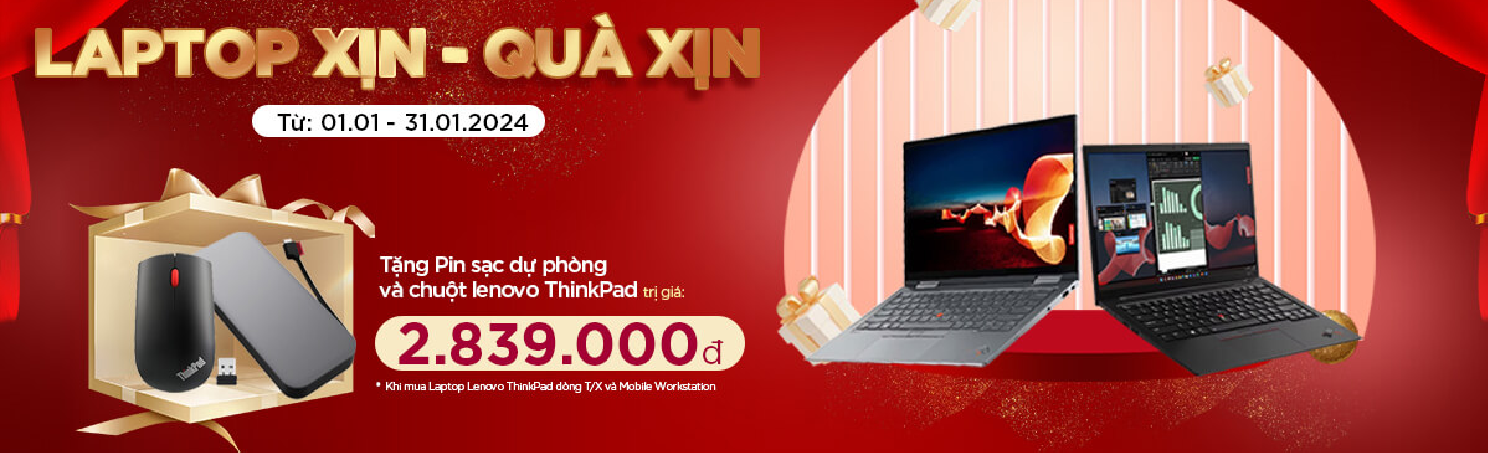 LAPTOP XỊN - QUÀ XỊN
Từ: 01.01 - 31.01.2024
Tặng Pin sạc dự phòng
và chuột lenovo ThinkPad trị giá:
2.839.000đ
* Khi mua Laptop Lenovo ThinkPad dòng T/X và Mobile Workstation
ThinkPad